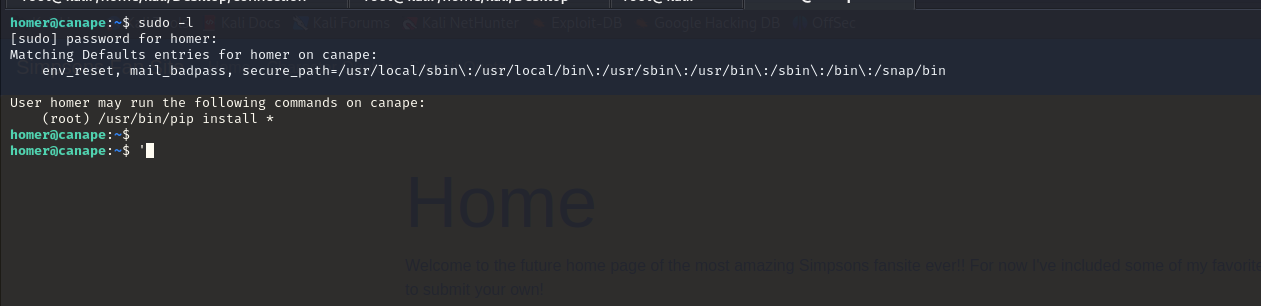 homer@canape:~$ sudo -l
Kali Docs Kali Forums Kali NetHunter Exploit-DB Google Hacking DB OffSec
[sudo] password for homer:
Matching Defaults entries for homer on canape:
env_reset, mail_badpass, secure_path=/usr/local/sbin\:/usr/local/bin\:/usr/sbin\:/usr/bin\:/sbin\:/bin\:/snap/bin
User homer may run the following commands on canape:
(root) /usr/bin/pip install *
homer@canape:~$
homer@canape:~$ '
Home
Welcome to the future home page of the most amazing Simpsons fansite ever!! For now I've included some of my favorite
to submit your own!